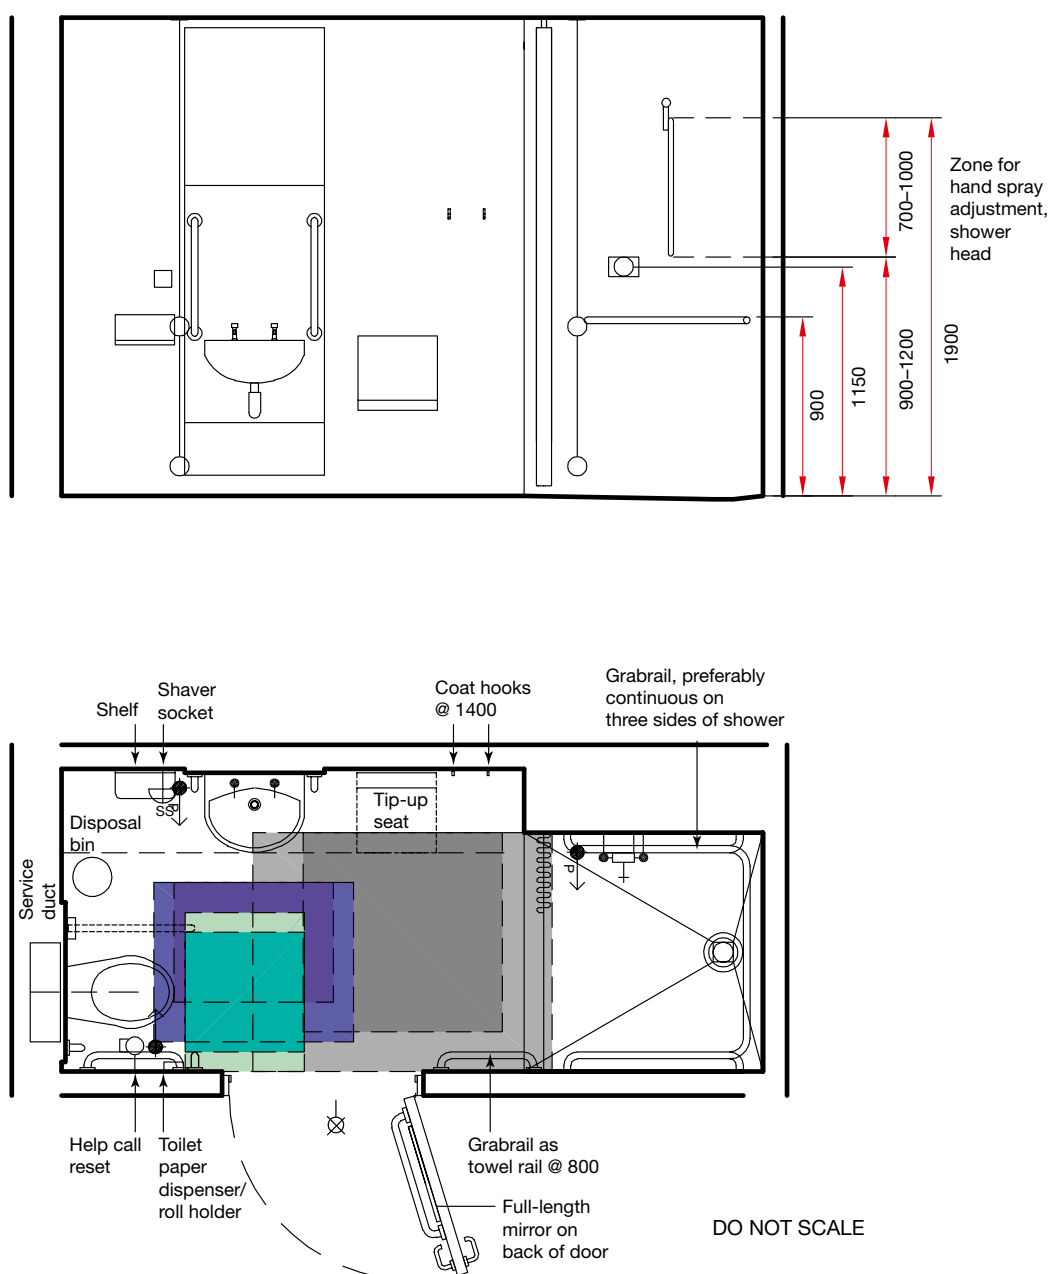 Zone for
hand spray
adjustment,
shower
head
700–1000
900–1200
1900
1150
900
Shelf
Shaver
socket
Coat hooks
@ 1400
Grabrail, preferably
continuous on
three sides of shower
Disposal
bin
SS
P
Tip-up
seat
P
Service
duct
Help call
reset
Toilet
paper
dispenser/
roll holder
Grabrail as
towel rail @ 800
Full-length
mirror on
back of door
DO NOT SCALE